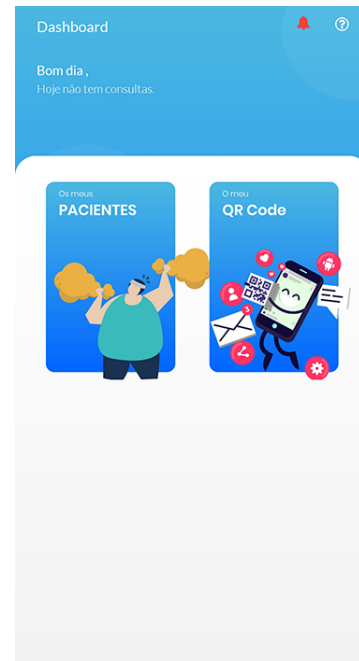 Dashboard
Bom dia ,
Hoje não tem consultas.
Os meus
PACIENTES
O meu
QR Code